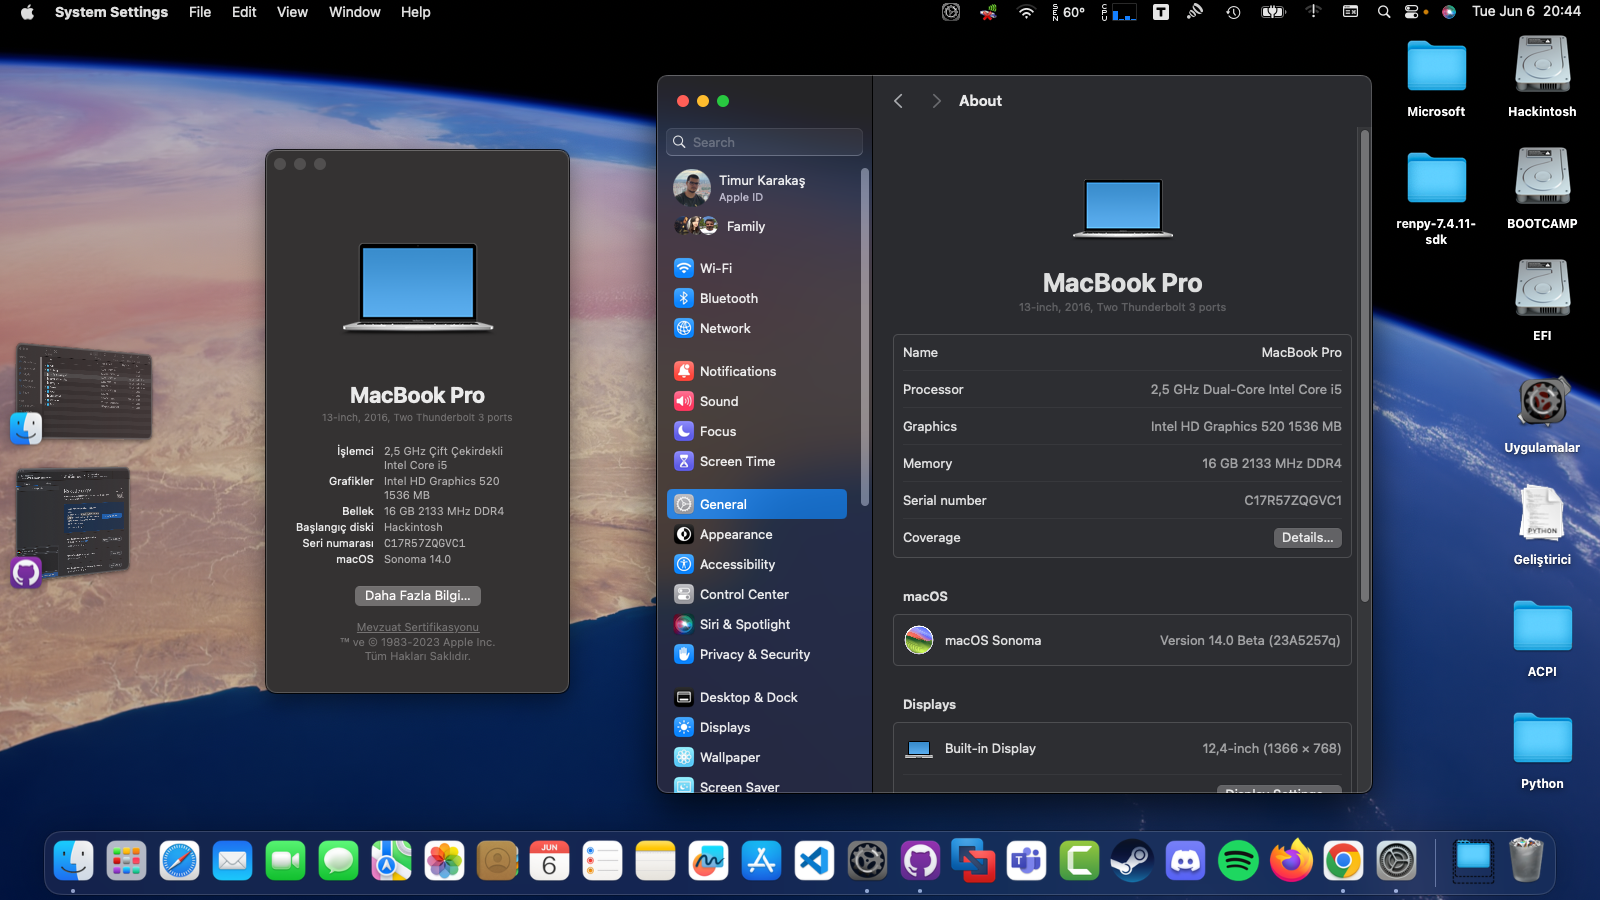 System Settings File Edit View Window Help
SEN 60° CPU T Tue Jun 6 20:44
Microsoft
Hackintosh
renpy-7.4.11-
sdk
BOOTCAMP
EFI
Uygulamalar
PYTHON
Geliştirici
ACPI
Python
MacBook Pro
13-inch, 2016, Two Thunderbolt 3 ports
İşlemci 2,5 GHz Çift Çekirdekli
Intel Core i5
Grafikler Intel HD Graphics 520
1536 MB
Bellek 16 GB 2133 MHz DDR4
Başlangıç diski Hackintosh
Seri numarası C17R57ZQGVC1
macOS Sonoma 14.0
Daha Fazla Bilgi...
Mevzuat Sertifikasyonu
™ ve © 1983-2023 Apple Inc.
Tüm Hakları Saklıdır.
Search
Timur Karakaş
Apple ID
Family
Wi-Fi
Bluetooth
Network
Notifications
Sound
Focus
Screen Time
General
Appearance
Accessibility
Control Center
Siri & Spotlight
Privacy & Security
Desktop & Dock
Displays
Wallpaper
Screen Saver
About
MacBook Pro
13-inch, 2016, Two Thunderbolt 3 ports
Name MacBook Pro
Processor 2,5 GHz Dual-Core Intel Core i5
Graphics Intel HD Graphics 520 1536 MB
Memory 16 GB 2133 MHz DDR4
Serial number C17R57ZQGVC1
Coverage Details...
macOS
macOS Sonoma Version 14.0 Beta (23A5257q)
Displays
Built-in Display 12,4-inch (1366 × 768)
Display Settings...
JUN
6